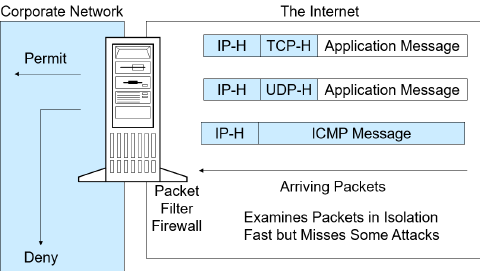 Corporate Network
The Internet
Permit
IP-H TCP-H Application Message
IP-H UDP-H Application Message
IP-H ICMP Message
Arriving Packets
Packet
Filter
Firewall
Examines Packets in Isolation
Fast but Misses Some Attacks
Deny